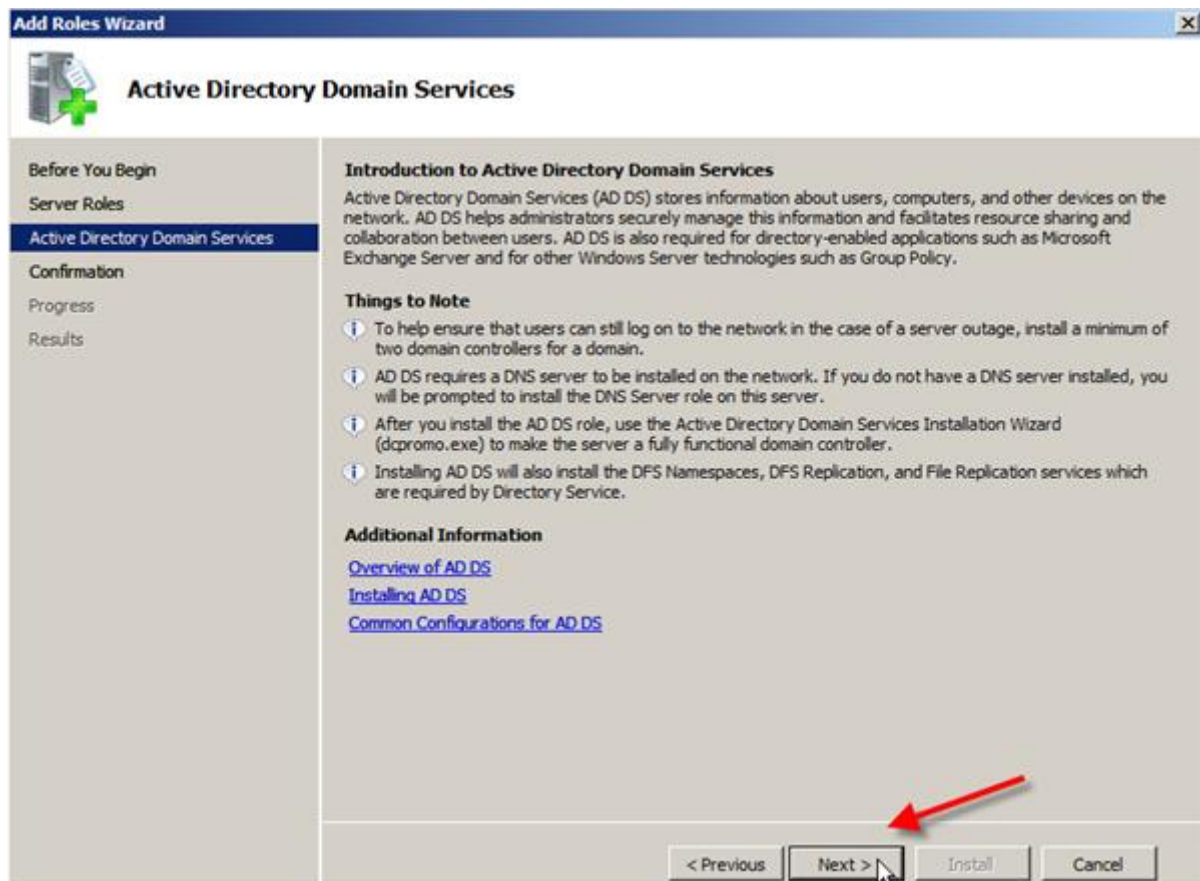 Add Roles Wizard
Active Directory Domain Services
Before You Begin
Server Roles
Active Directory Domain Services
Confirmation
Progress
Results
Introduction to Active Directory Domain Services
Active Directory Domain Services (AD DS) stores information about users, computers, and other devices on the
network. AD DS helps administrators securely manage this information and facilitates resource sharing and
collaboration between users. AD DS is also required for directory-enabled applications such as Microsoft
Exchange Server and for other Windows Server technologies such as Group Policy.
Things to Note
To help ensure that users can still log on to the network in the case of a server outage, install a minimum of
two domain controllers for a domain.
AD DS requires a DNS server to be installed on the network. If you do not have a DNS server installed, you
will be prompted to install the DNS Server role on this server.
After you install the AD DS role, use the Active Directory Domain Services Installation Wizard
(dcpromo.exe) to make the server a fully functional domain controller.
Installing AD DS will also install the DFS Namespaces, DFS Replication, and File Replication services which
are required by Directory Service.
Additional Information
Overview of AD DS
Installing AD DS
Common Configurations for AD DS
< Previous Next > Install Cancel